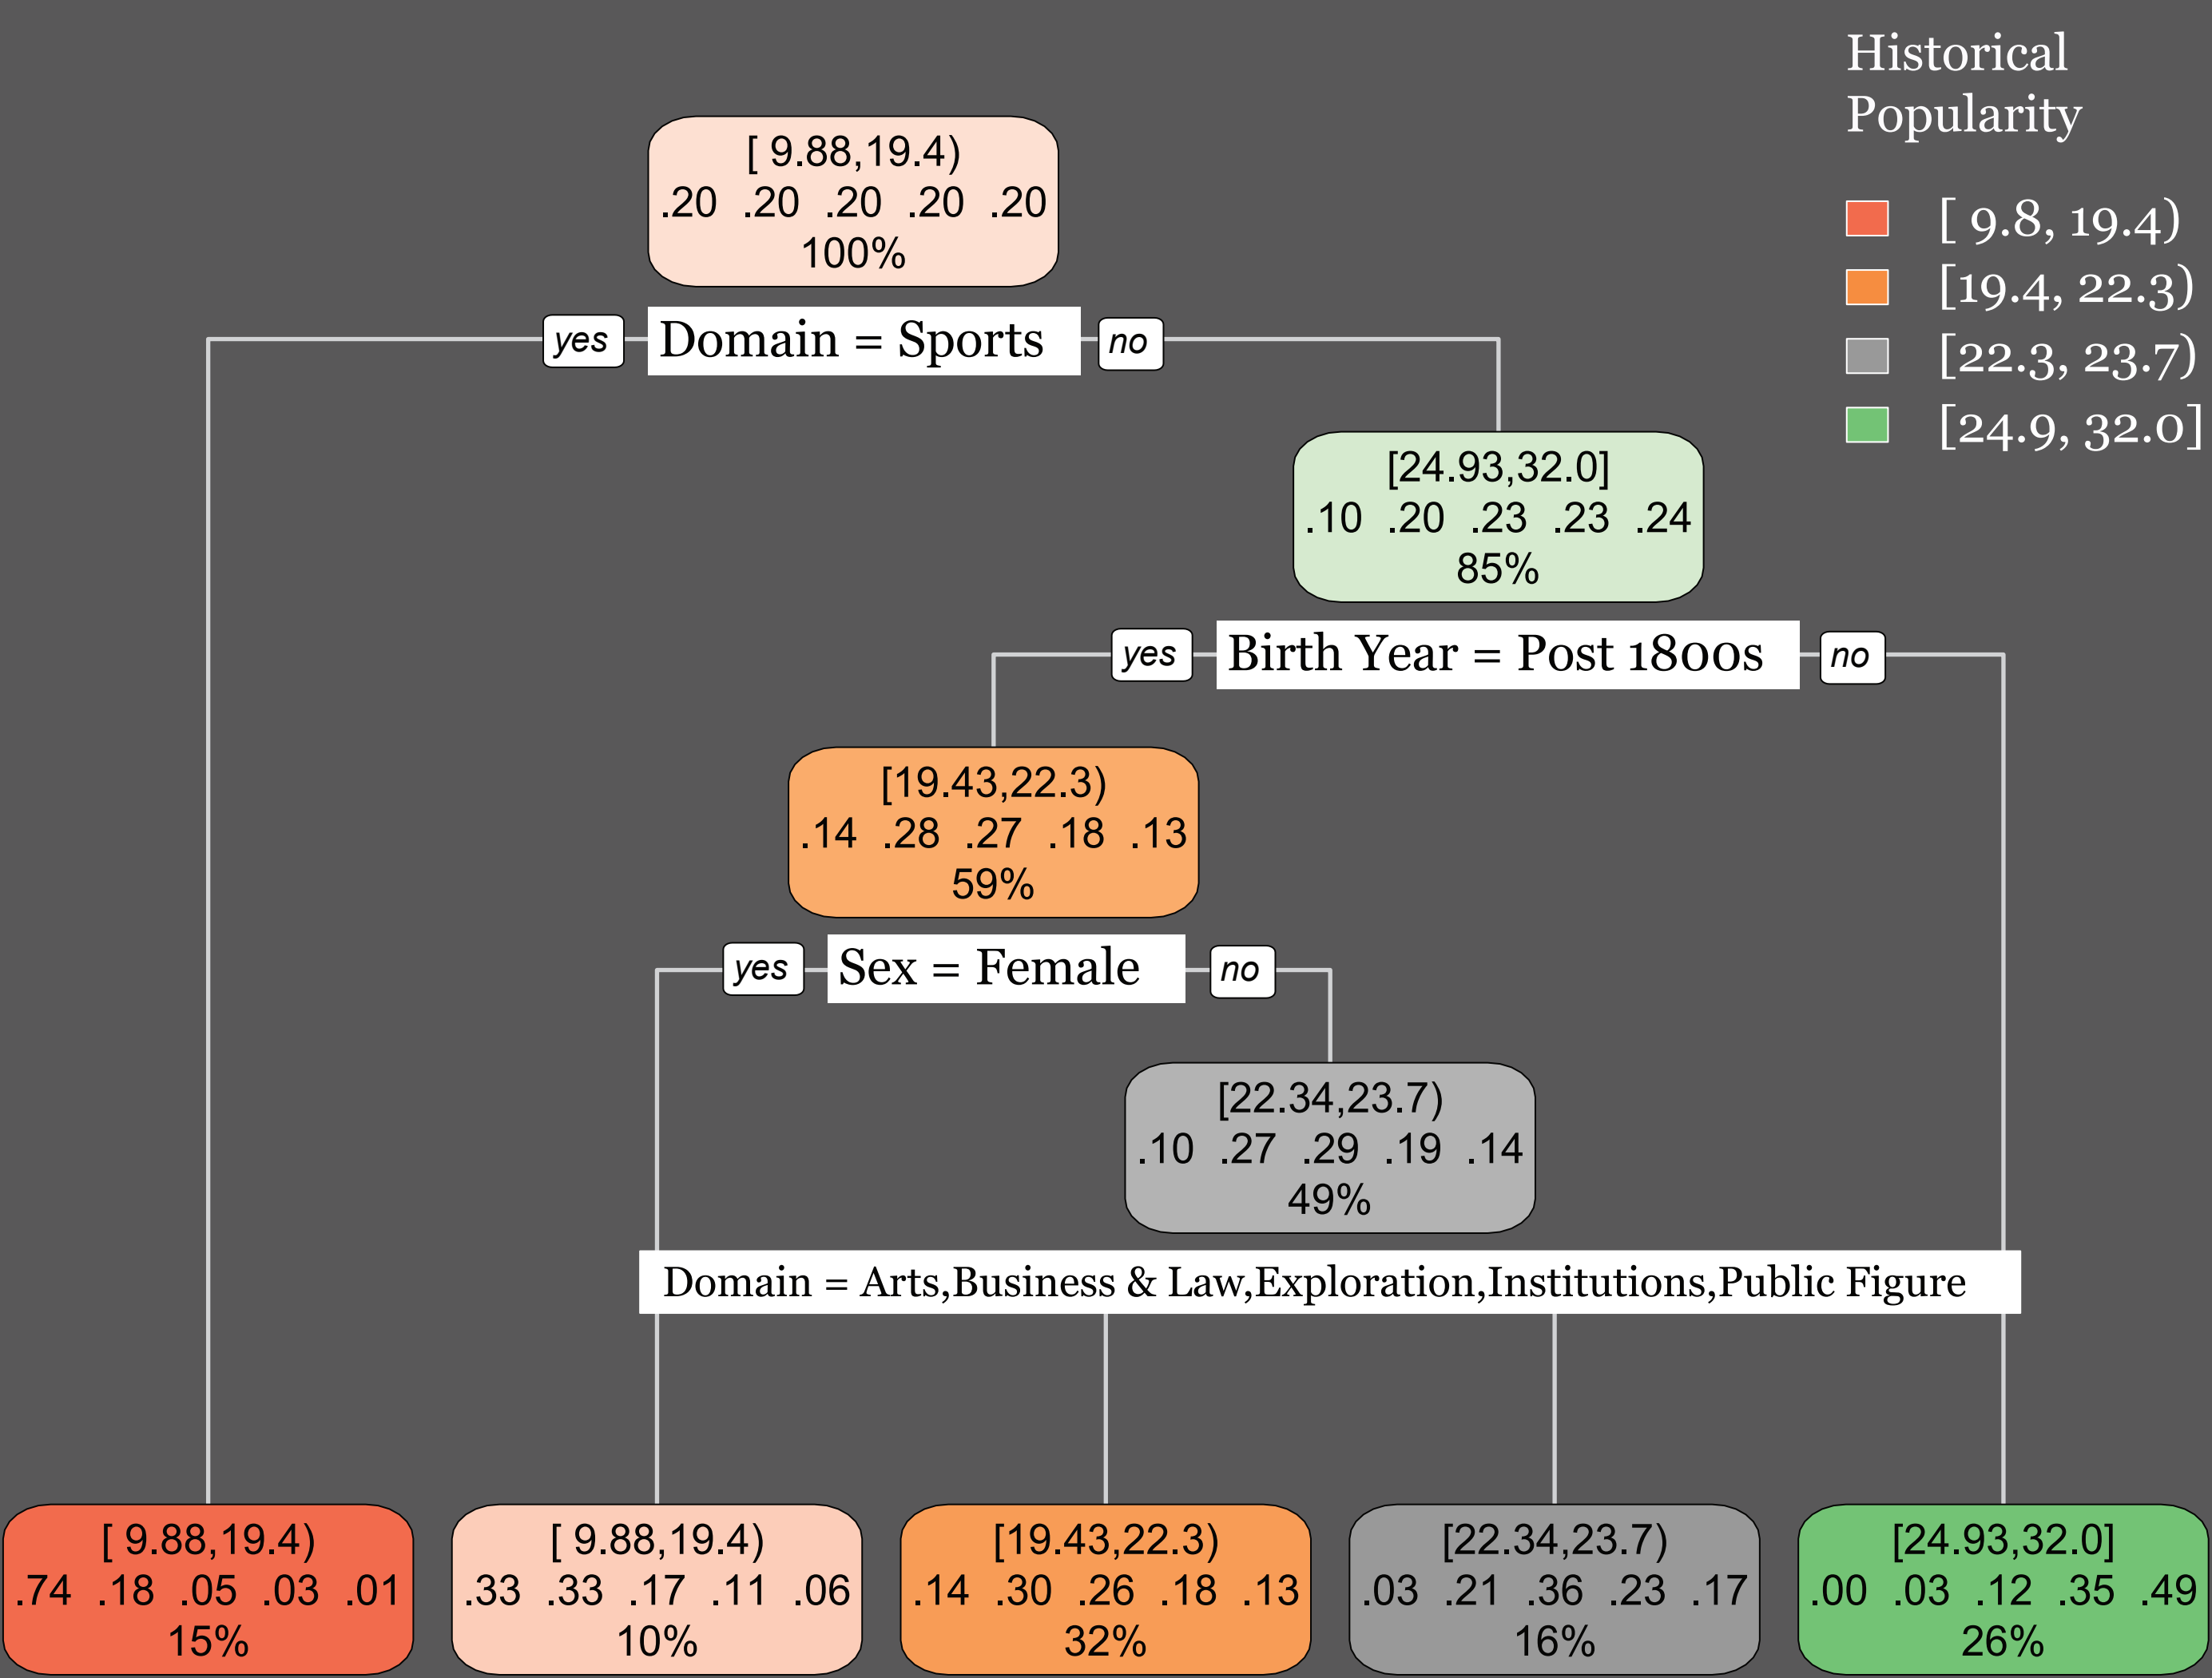 Historical
Popularity
[ 9.8, 19.4)
[19.4, 22.3)
[22.3, 23.7)
[24.9, 32.0]
[ 9.88,19.4)
.20 .20 .20 .20 .20
100%
yes Domain = Sports no
[24.93,32.0]
.10 .20 .23 .23 .24
85%
yes Birth Year = Post 1800s no
[19.43,22.3)
.14 .28 .27 .18 .13
59%
yes Sex = Female no
[22.34,23.7)
.10 .27 .29 .19 .14
49%
Domain = Arts,Business & Law,Exploration,Institutions,Public Figure
[ 9.88,19.4)
.74 .18 .05 .03 .01
15%
[ 9.88,19.4)
.33 .33 .17 .11 .06
10%
[19.43,22.3)
.14 .30 .26 .18 .13
32%
[22.34,23.7)
.03 .21 .36 .23 .17
16%
[24.93,32.0]
.00 .03 .12 .35 .49
26%